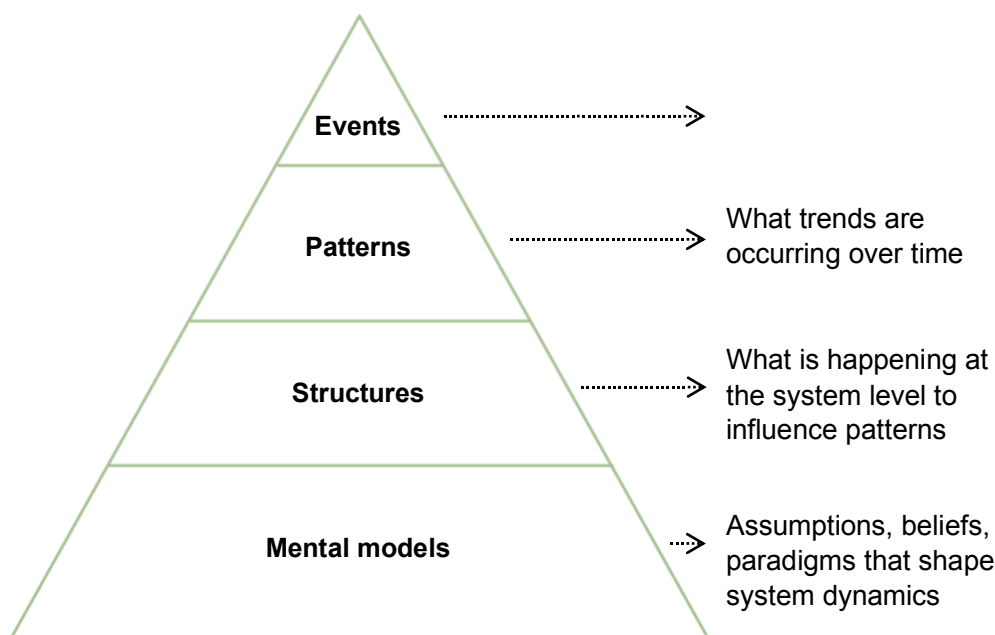 Events
Patterns
What trends are
occurring over time
Structures
What is happening at
the system level to
influence patterns
Mental models
Assumptions, beliefs,
paradigms that shape
system dynamics